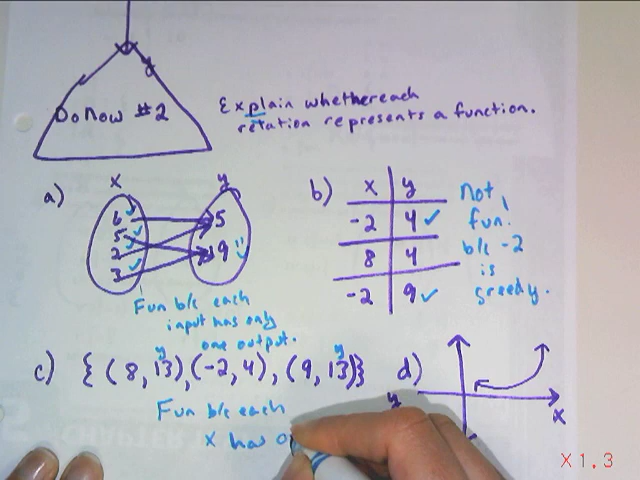 Do Now #2
Explain whether each
relation represents a function.
a)
x y
6 5
5 9
2
3
Fun b/c each
input has only
one output.
b)
x y
-2 4
8 4
-2 9
Not
fun.
b/c -2
is
greedy.
c) {(8, 13), (-2, 4), (9, 13)}
y y
Fun b/c each
x has o
d)
y
x
X1.3